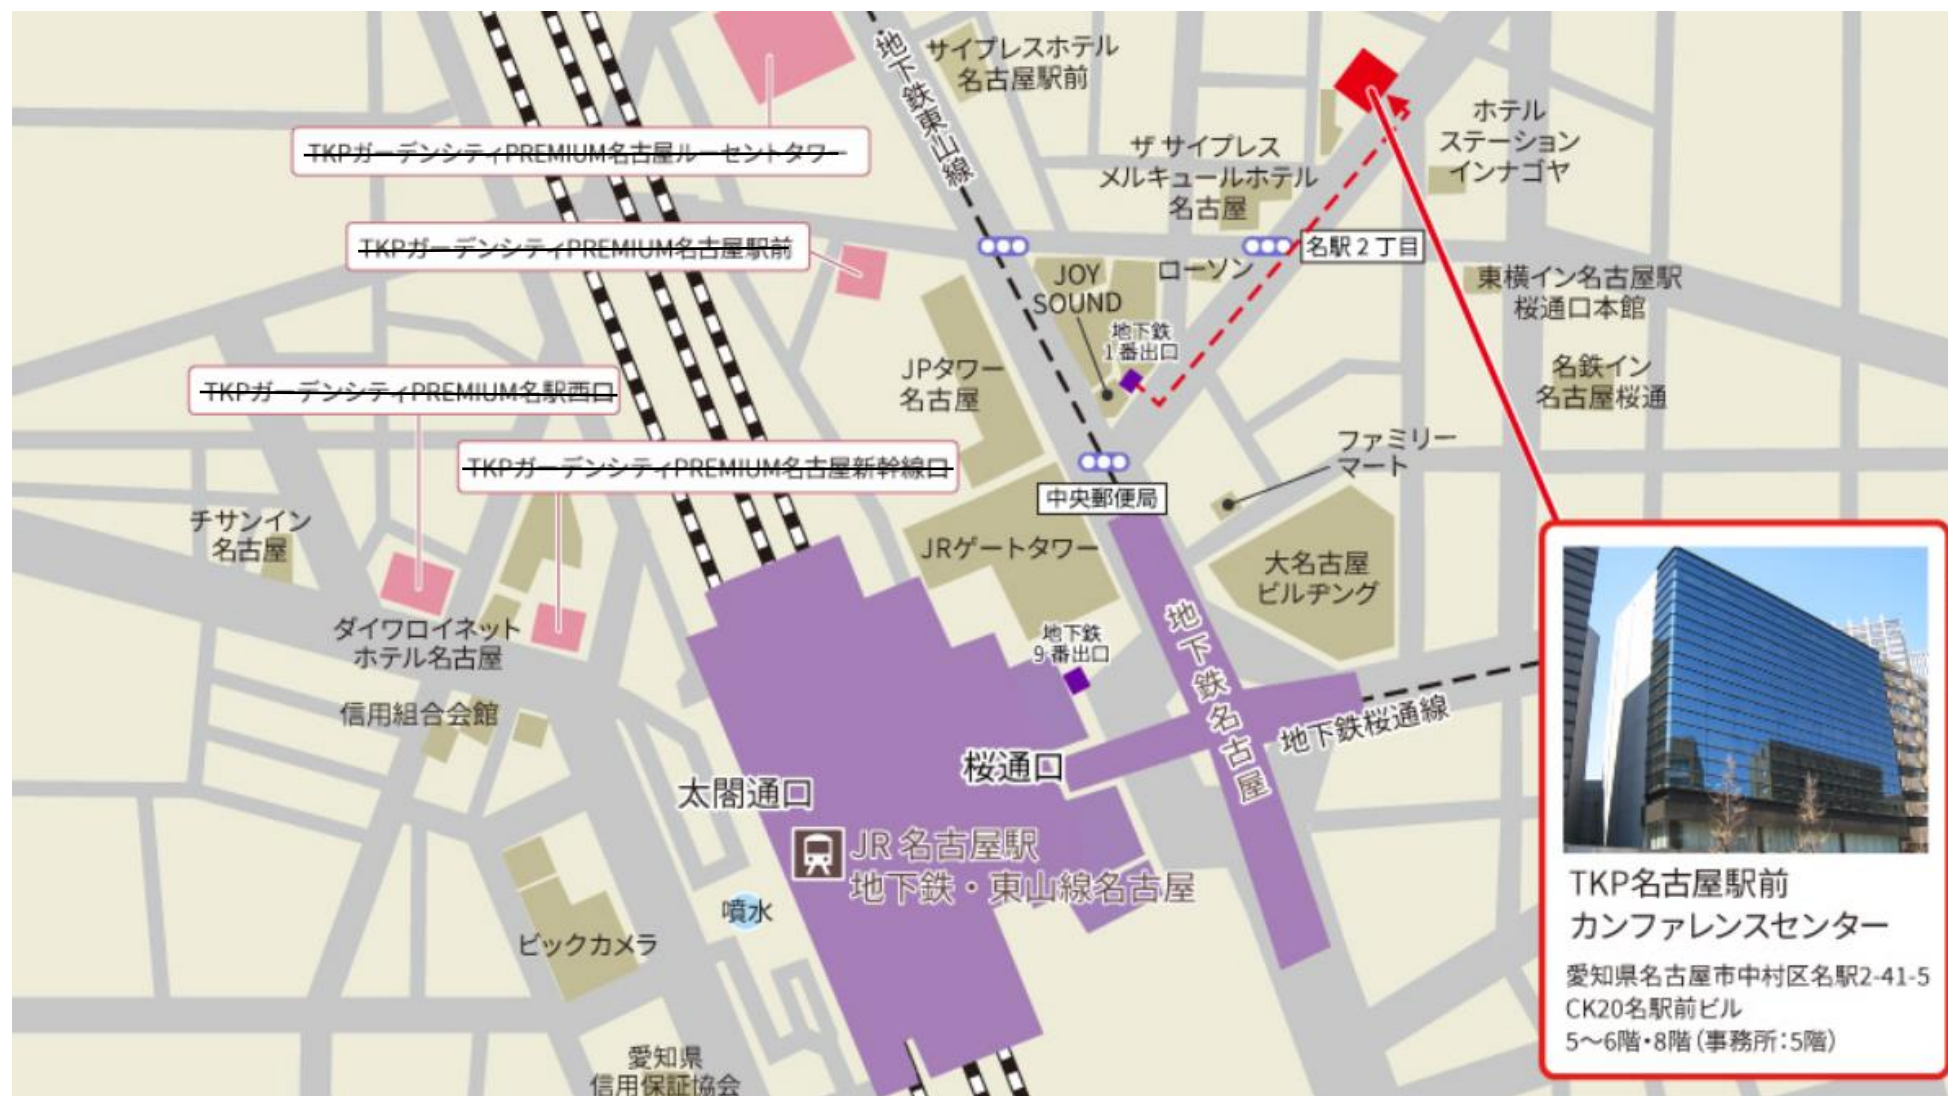 地下鉄東山線
サイプレスホテル
名古屋駅前
TKPガーデンシティPREMIUM名古屋ルーセントタワー
ザ サイプレス
メルキュールホテル
名古屋
ホテル
ステーション
インナゴヤ
TKPガーデンシティPREMIUM名古屋駅前
名駅2丁目
JOY
SOUND
ローソン
東横イン名古屋駅
桜通口本館
地下鉄
1番出口
JPタワー
名古屋
名鉄イン
名古屋桜通
TKPガーデンシティPREMIUM名駅西口
TKPガーデンシティPREMIUM名古屋新幹線口
ファミリー
マート
中央郵便局
チサンイン
名古屋
JRゲートタワー
大名古屋
ビルヂング
ダイワロイネット
ホテル名古屋
地下鉄
9番出口
地下鉄名古屋
信用組合会館
地下鉄桜通線
桜通口
太閤通口
JR 名古屋駅
地下鉄・東山線名古屋
噴水
ビックカメラ
愛知県
信用保証協会
TKP名古屋駅前
カンファレンスセンター
愛知県名古屋市中村区名駅2-41-5
CK20名駅前ビル
5～6階・8階（事務所：5階）